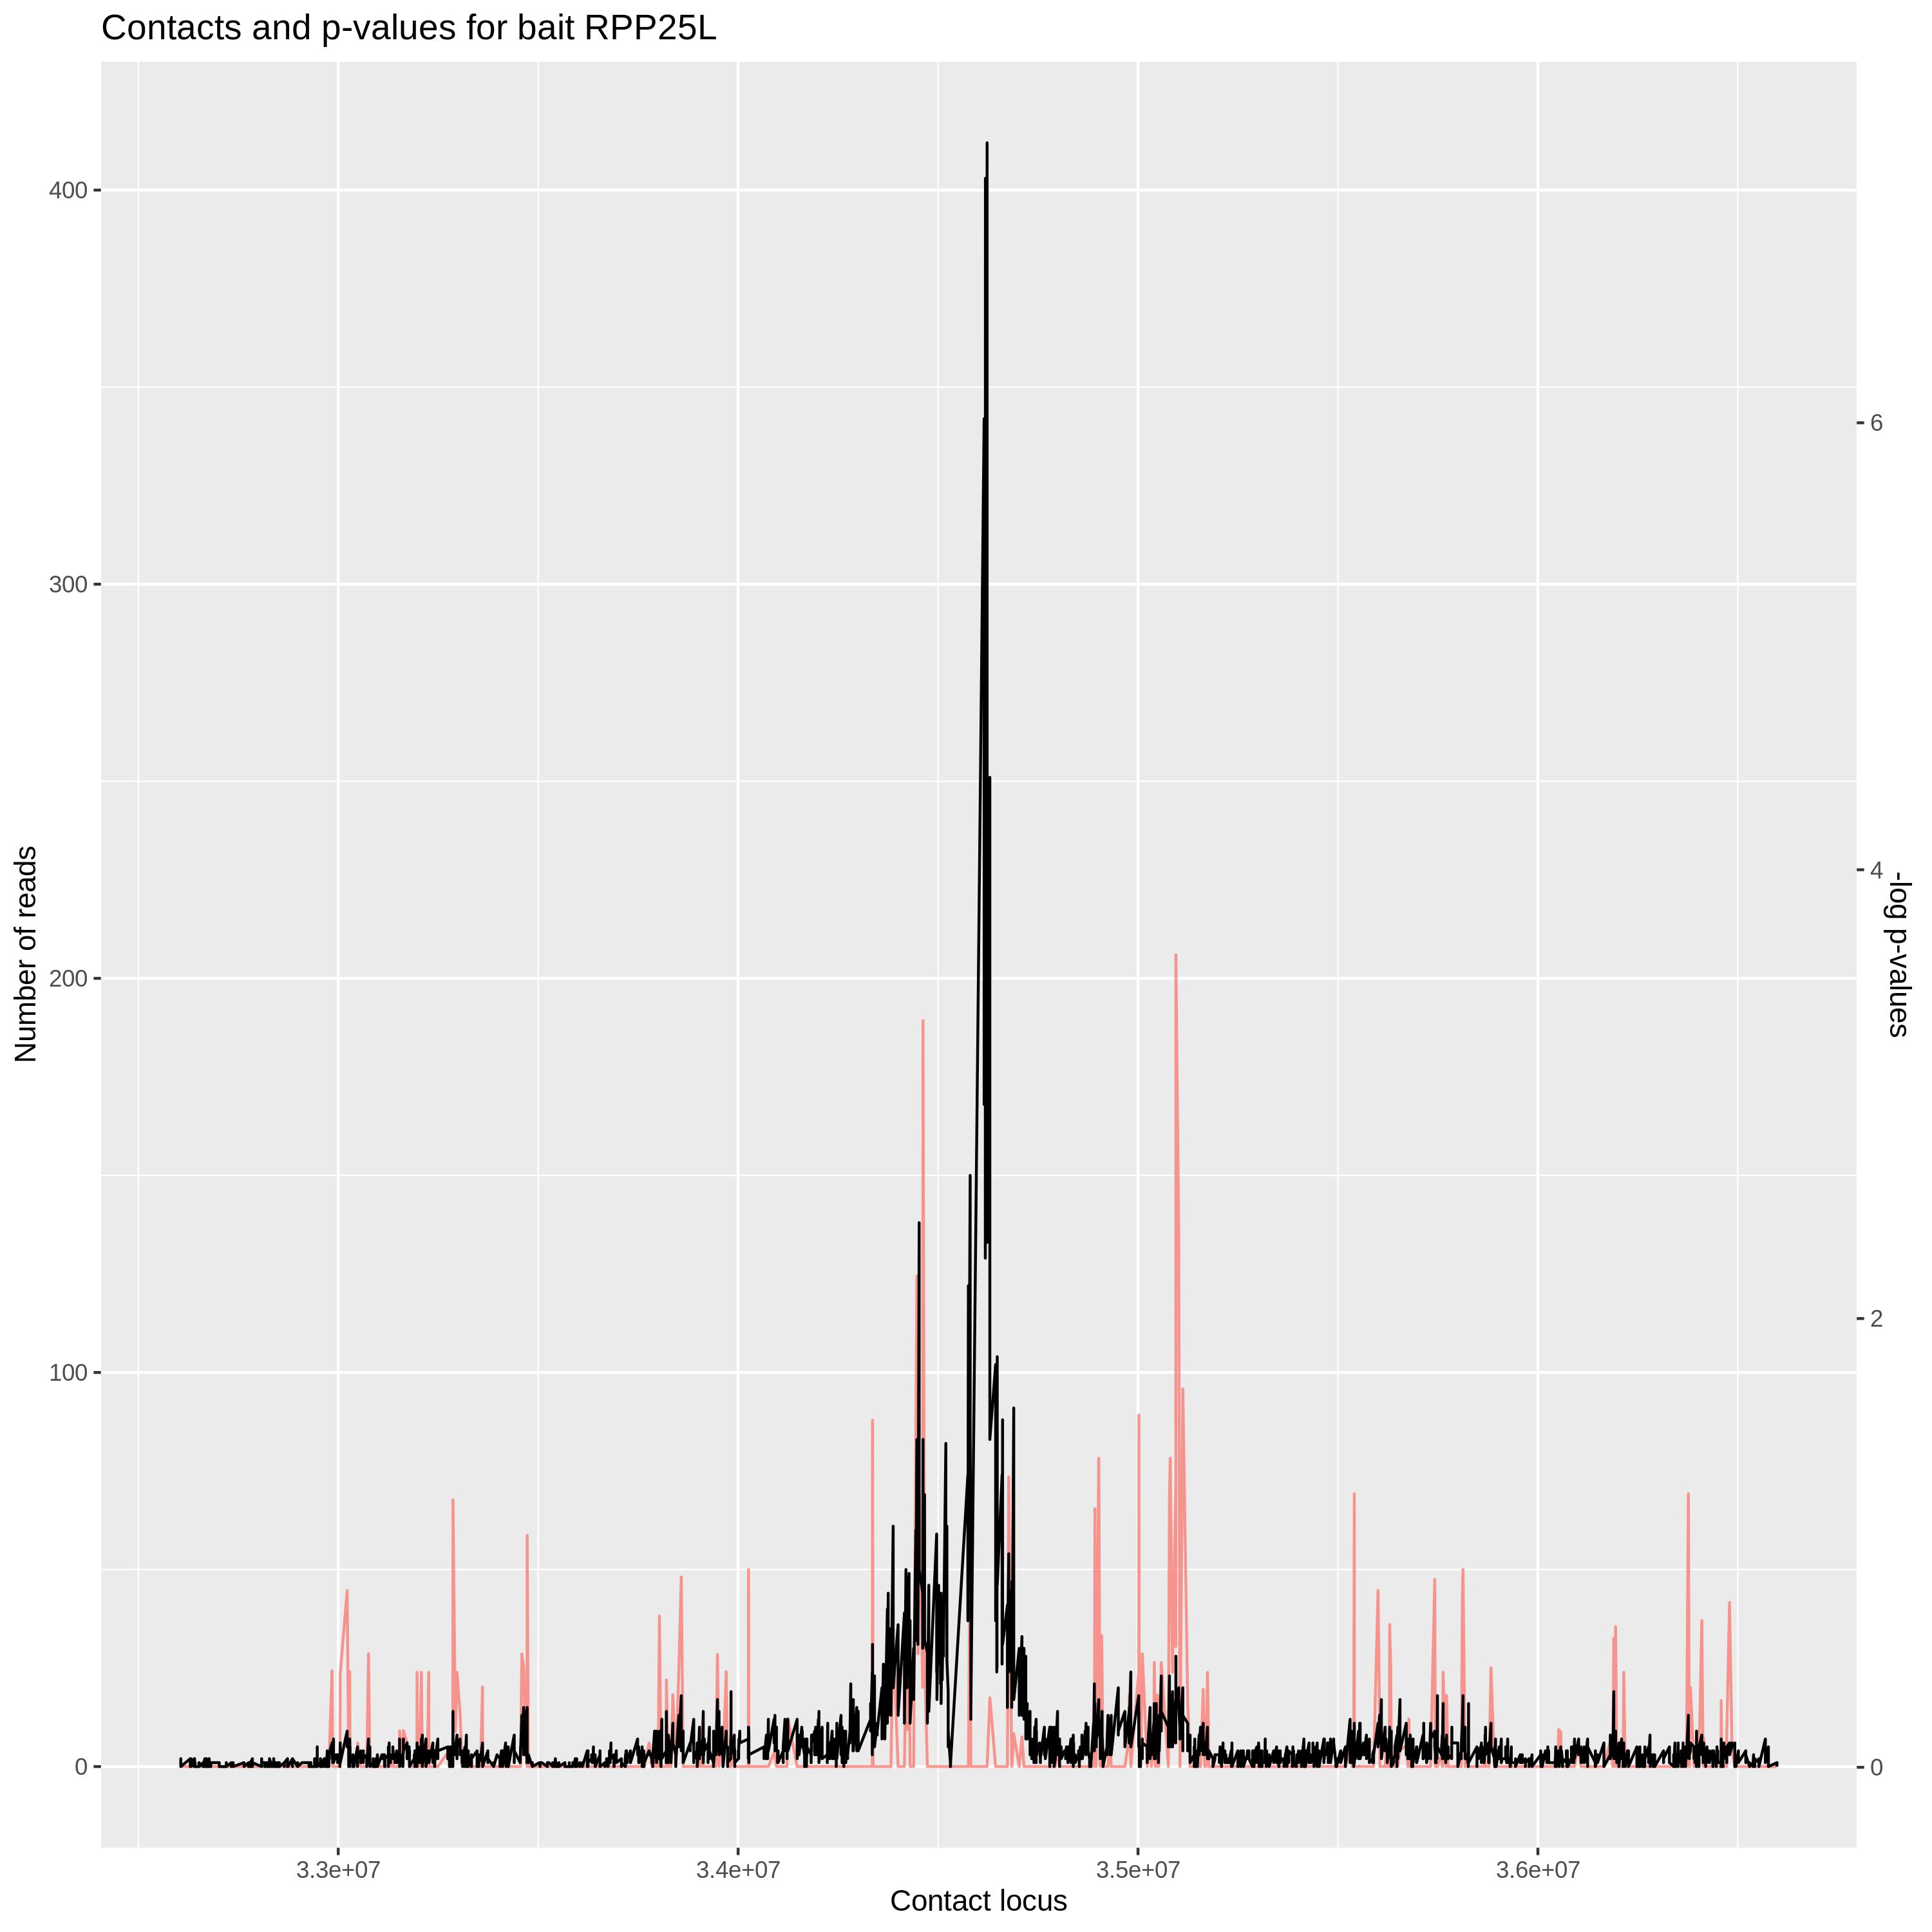 Contacts and p-values for bait RPP25L
400
300
200
100
0
Number of reads
6
4
2
0
-log p-values
3.3e+07
3.4e+07
3.5e+07
3.6e+07
Contact locus